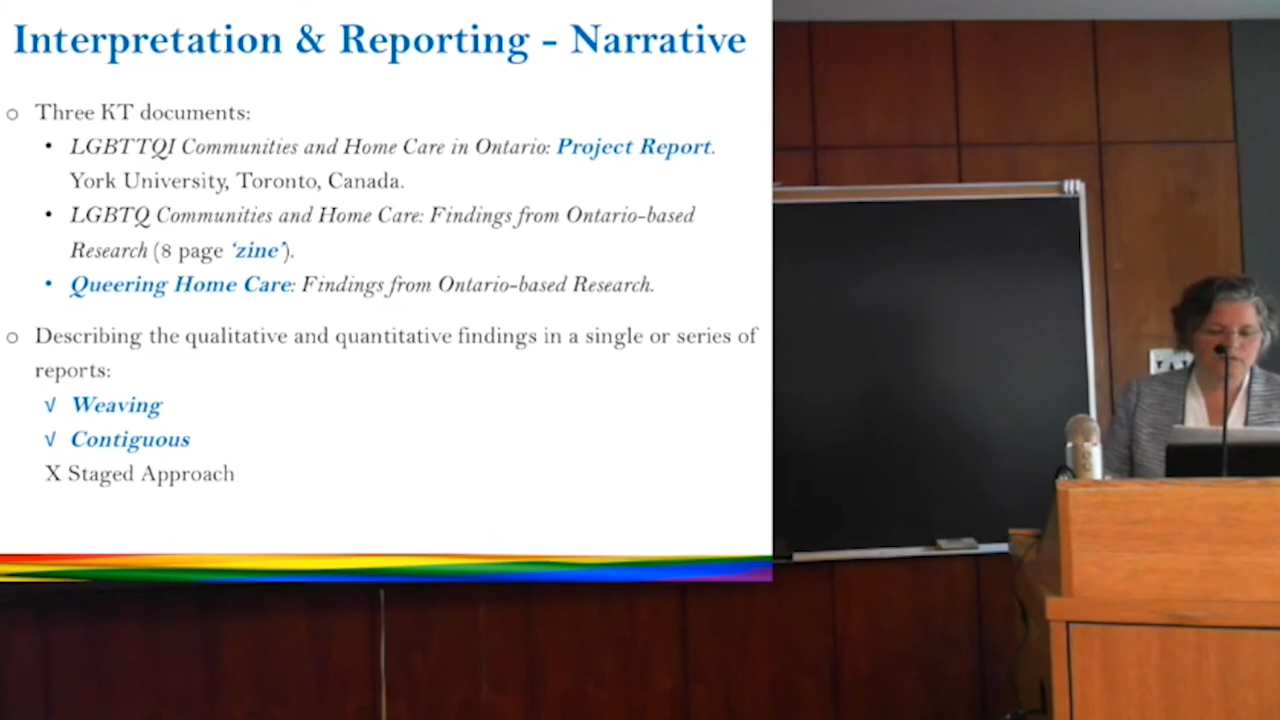 Interpretation & Reporting - Narrative
o Three KT documents:
• LGBTTQI Communities and Home Care in Ontario: Project Report.
York University, Toronto, Canada.
• LGBTQ Communities and Home Care: Findings from Ontario-based
Research (8 page ‘zine’).
• Queering Home Care: Findings from Ontario-based Research.
o Describing the qualitative and quantitative findings in a single or series of
reports:
√ Weaving
√ Contiguous
X Staged Approach